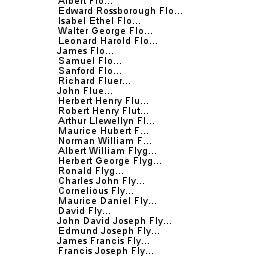 Albert Flo...
Edward Rossborough Flo...
Isabel Ethel Flo...
Walter George Flo...
Leonard Harold Flo...
James Flo...
Samuel Flo...
Sanford Flo...
Richard Fluer...
John Flue...
Herbert Henry Flu...
Robert Henry Flut...
Arthur Llewellyn Fl...
Maurice Hubert F...
Norman William F...
Albert William Flyg...
Herbert George Flyg...
Ronald Flyg...
Charles John Fly...
Cornelious Fly...
Maurice Daniel Fly...
David Fly...
John David Joseph Fly...
Edmund Joseph Fly...
James Francis Fly...
Francis Joseph Fly...